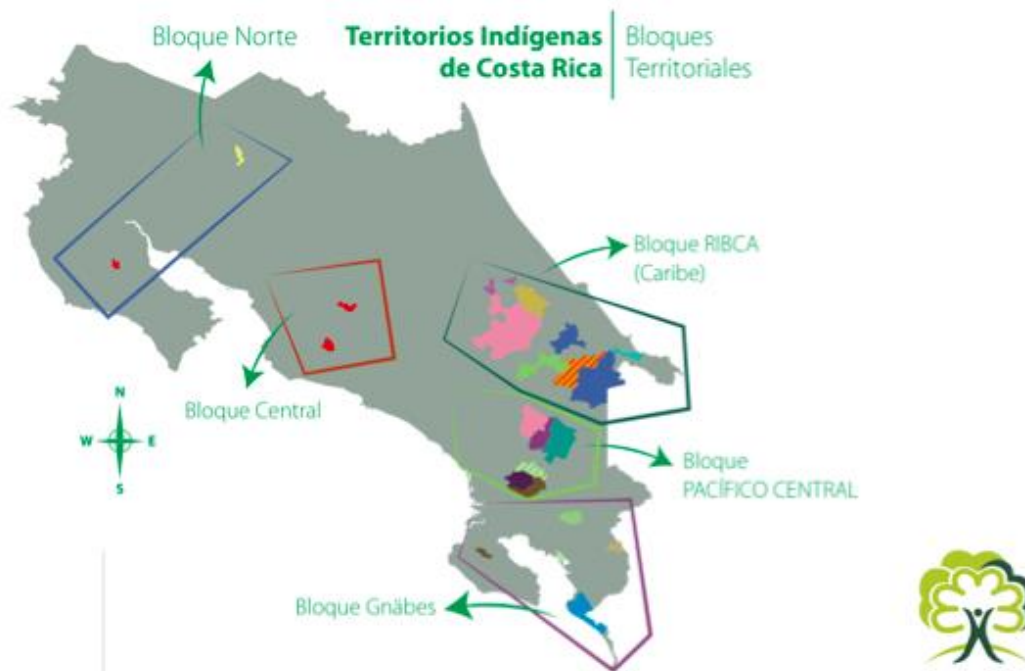 Territorios Indígenas
de Costa Rica
Bloques
Territoriales
Bloque Norte
Bloque RIBCA
(Caribe)
Bloque Central
N
W E
S
Bloque
PACÍFICO CENTRAL
Bloque Gnäbes